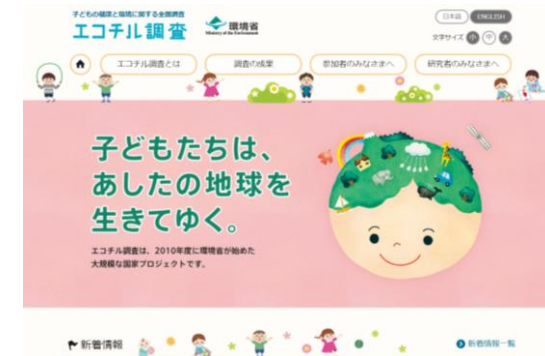 子どもの健康と環境に関する全国調査
エコチル調査
環境省
Ministry of the Environment
日本語 ENGLISH
文字サイズ 小 中 大
エコチル調査とは 調査の成果 参加者のみなさまへ 研究者のみなさまへ
子どもたちは、
あしたの地球を
生きてゆく。
エコチル調査は、2010年度に環境省が始めた
大規模な国家プロジェクトです。
新着情報 新着情報一覧